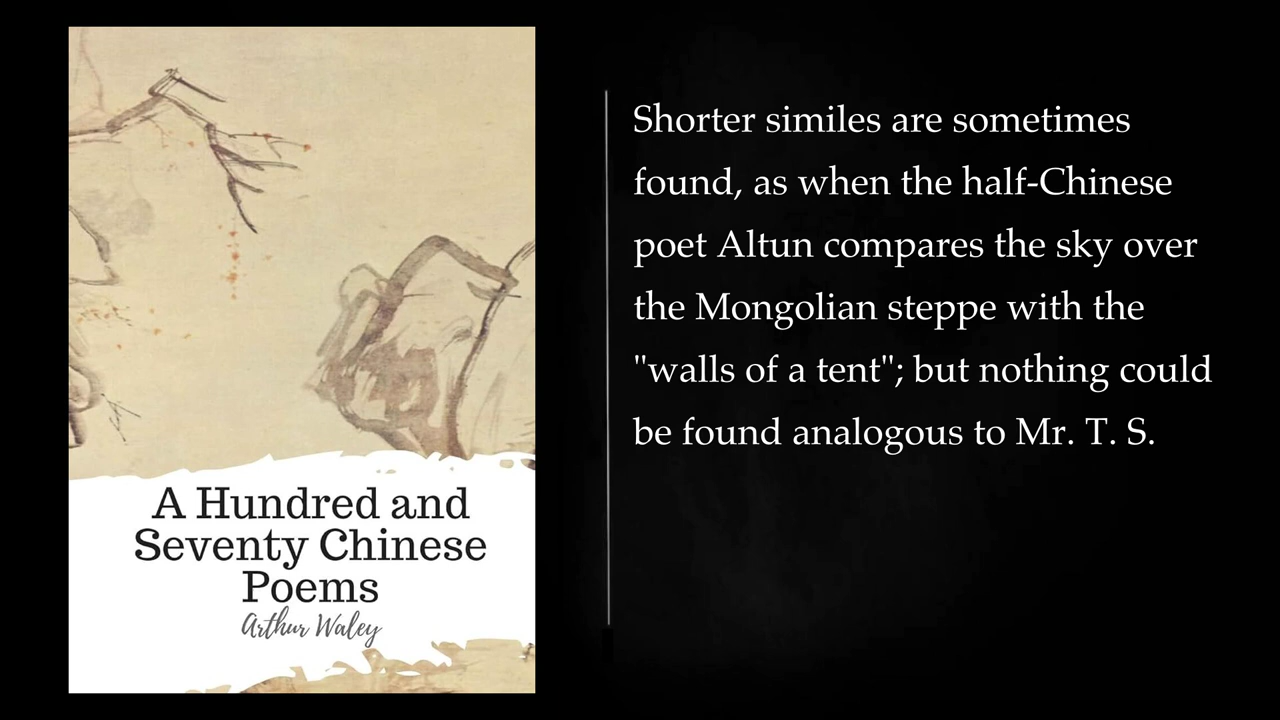 A Hundred and
Seventy Chinese
Poems
Arthur Waley
Shorter similes are sometimes
found, as when the half-Chinese
poet Altun compares the sky over
the Mongolian steppe with the
"walls of a tent"; but nothing could
be found analogous to Mr. T. S.